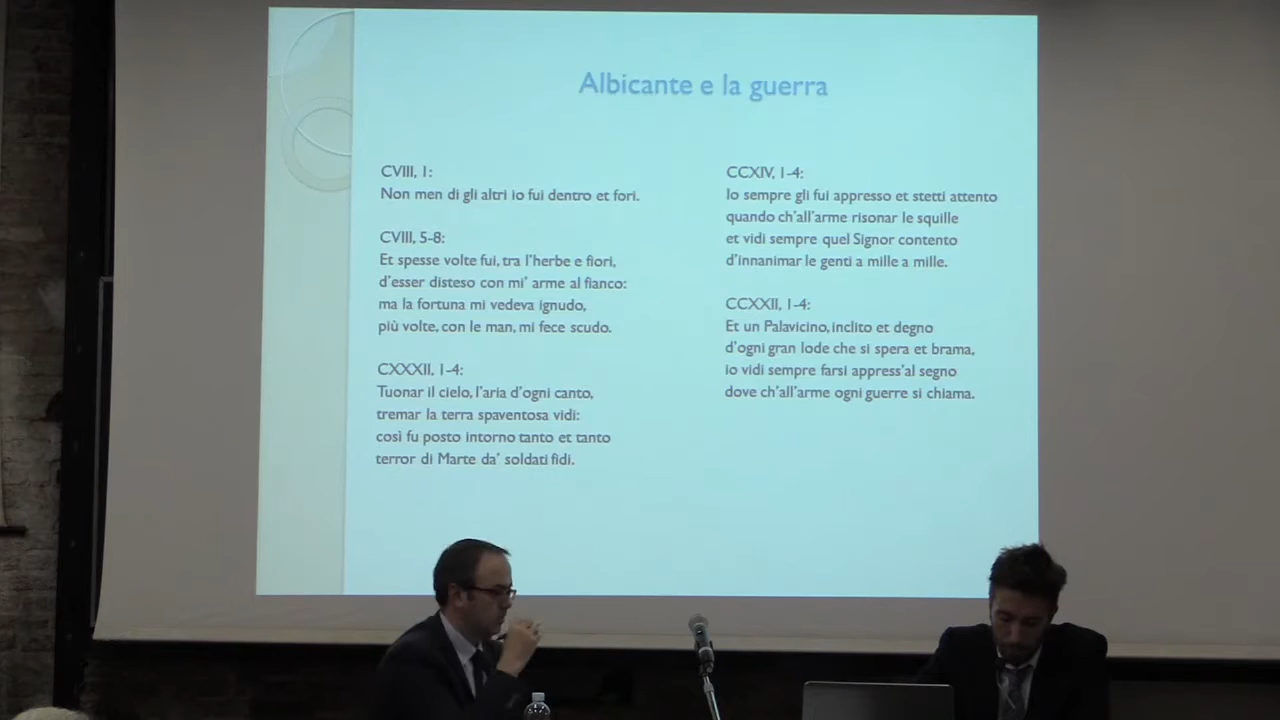 Albicante e la guerra
CVIII, 1:
Non men di gli altri io fui dentro et fori.
CVIII, 5-8:
Et spesse volte fui, tra l'herbe e fiori,
d'esser disteso con mi' arme al fianco:
ma la fortuna mi vedeva ignudo,
più volte, con le man, mi fece scudo.
CXXXII, 1-4:
Tuonar il cielo, l'aria d'ogni canto,
tremar la terra spaventosa vidi:
così fu posto intorno tanto et tanto
terror di Marte da' soldati fidi.
CCXIV, 1-4:
Io sempre gli fui appresso et stetti attento
quando ch'all'arme risonar le squille
et vidi sempre quel Signor contento
d'innanimar le genti a mille a mille.
CCXXII, 1-4:
Et un Palavicino, inclito et degno
d'ogni gran lode che si spera et brama,
io vidi sempre farsi appress'al segno
dove ch'all'arme ogni guerre si chiama.